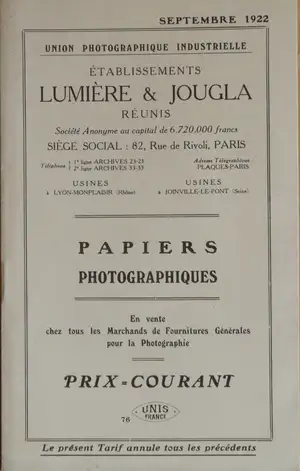 SEPTEMBRE 1922
UNION PHOTOGRAPHIQUE INDUSTRIELLE
ÉTABLISSEMENTS
LUMIÈRE & JOUGLA
RÉUNIS
Société Anonyme au capital de 6.720.000 francs
SIÈGE SOCIAL : 82, Rue de Rivoli, PARIS
Téléphone { 1re ligne ARCHIVES 23-23
2e ligne ARCHIVES 33-33
Adresse Télégraphique
PLAQUES-PARIS
USINES
à LYON-MONPLAISIR (Rhône)
USINES
à JOINVILLE-LE-PONT (Seine)
PAPIERS
PHOTOGRAPHIQUES
En vente
chez tous les Marchands de Fournitures Générales
pour la Photographie
PRIX-COURANT
76
UNIS
FRANCE
Le présent Tarif annule tous les précédents